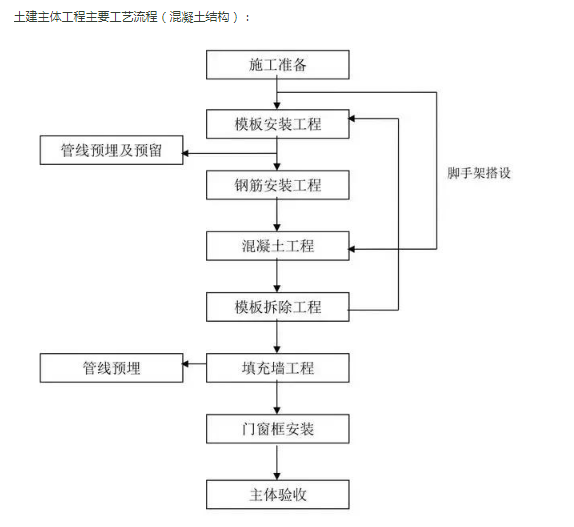 土建主体工程主要工艺流程（混凝土结构）：
施工准备
模板安装工程
管线预埋及预留
脚手架搭设
钢筋安装工程
混凝土工程
模板拆除工程
管线预埋
填充墙工程
门窗框安装
主体验收